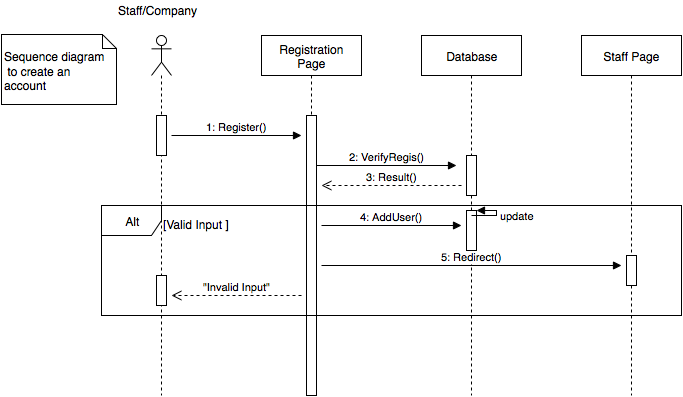 Staff/Company
Sequence diagram
to create an
account
Registration
Page
Database
Staff Page
1: Register()
2: VerifyRegis()
3: Result()
Alt
[Valid Input ]
4: AddUser()
update
5: Redirect()
"Invalid Input"